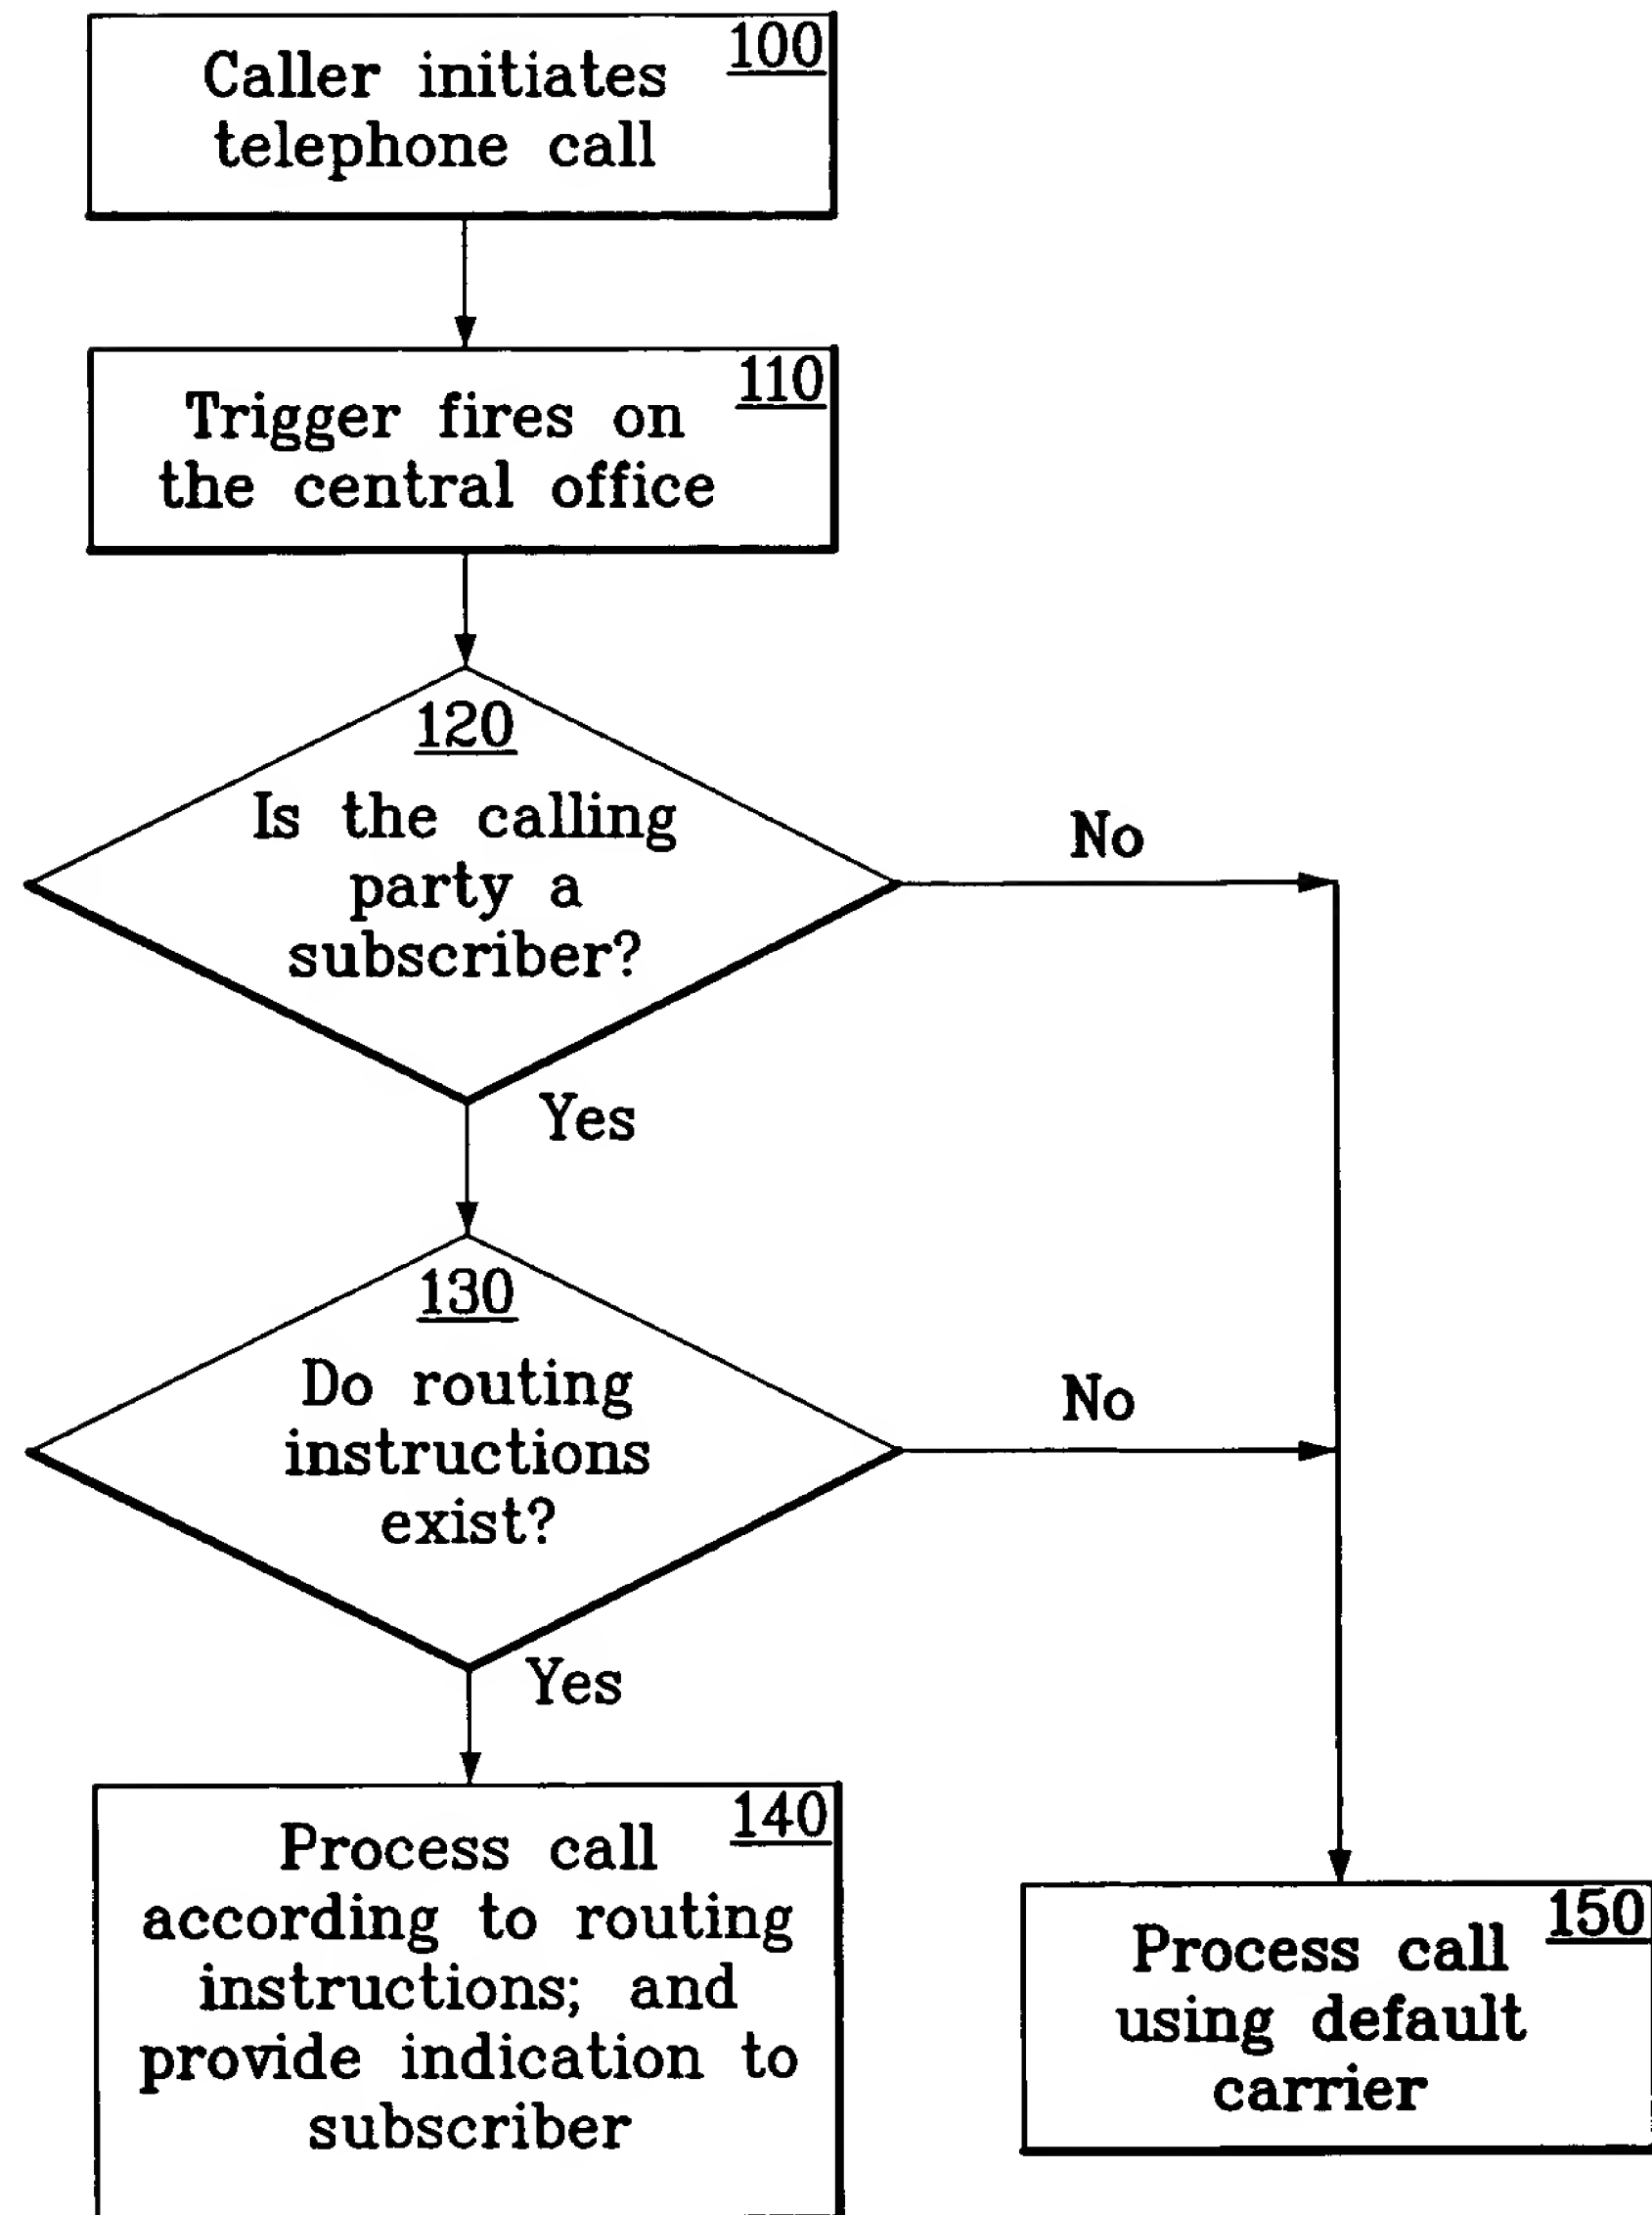 100
Caller initiates
telephone call
110
Trigger fires on
the central office
120
Is the calling
party a
subscriber?
No
Yes
130
Do routing
instructions
exist?
No
Yes
140
Process call
according to routing
instructions; and
provide indication to
subscriber
150
Process call
using default
carrier